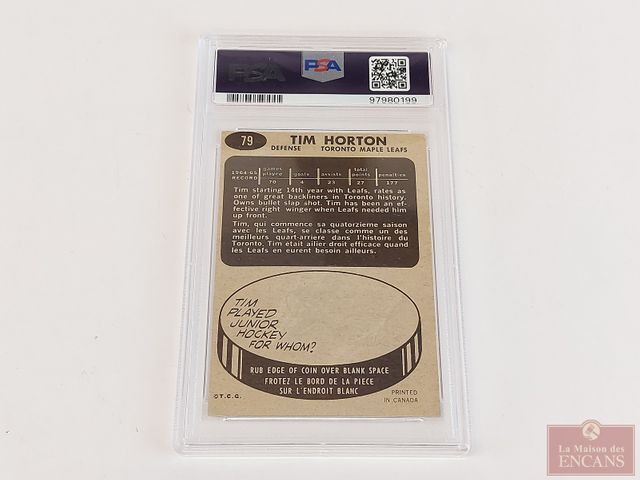 PSA
PSA
97980199
79
TIM HORTON
DEFENSE TORONTO MAPLE LEAFS
1964-65 RECORD
games played goals assists total points penalties
70 4 23 27 177
Tim starting 14th year with Leafs, rates as
one of great backliners in Toronto history.
Owns bullet slap shot. Tim has been an ef-
fective right winger when Leafs needed him
up front.
Tim, qui commence sa quatorzieme saison
avec les Leafs, se classe comme un des
meilleurs quart-arriere dans l'histoire du
Toronto. Tim etait ailier droit efficace quand
les Leafs en eurent besoin ailleurs.
TIM
PLAYED
JUNIOR
HOCKEY
FOR WHOM?
RUB EDGE OF COIN OVER BLANK SPACE
FROTEZ LE BORD DE LA PIECE
SUR L'ENDROIT BLANC
©T.C.G.
PRINTED
IN CANADA
La Maison des
ENCANS